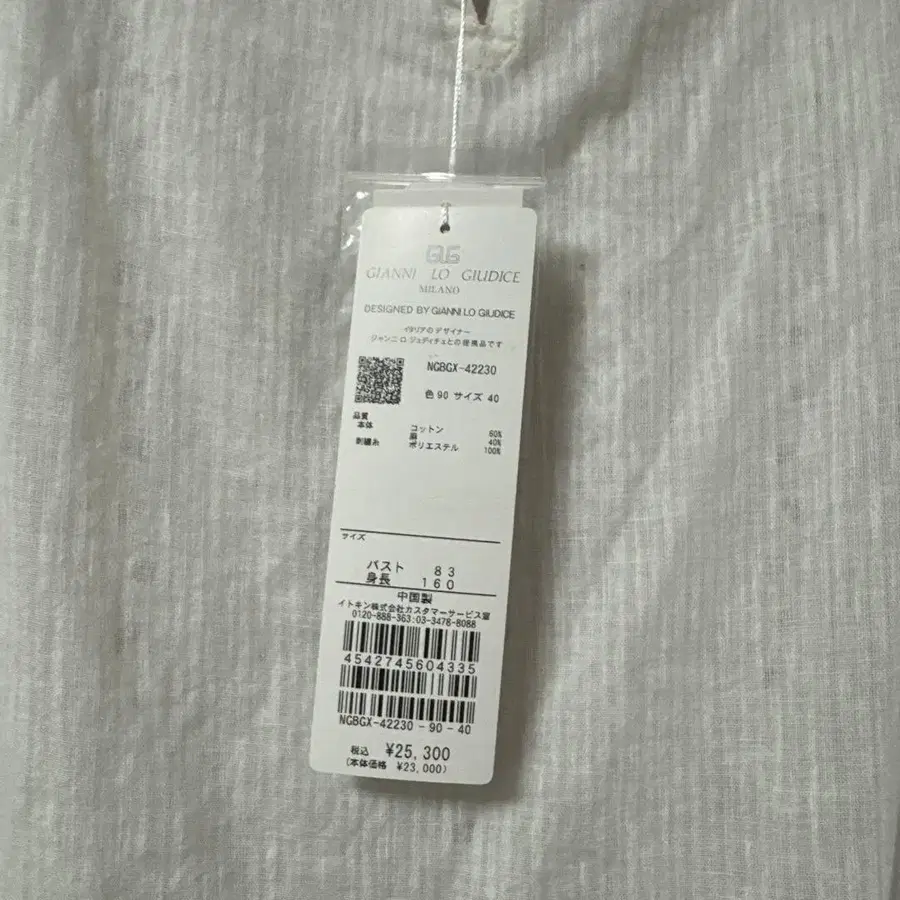 GLG
GIANNI LO GIUDICE
MILANO
DESIGNED BY GIANNI LO GIUDICE
イタリアのデザイナー
ジャンニ ロ ジュディチェとの提携品です
NGBGX-42230
色 90 サイズ 40
品質
本体 コットン 60%
麻 40%
刺繍糸 ポリエステル 100%
サイズ
バスト 83
身長 160
中国製
イトキン株式会社カスタマーサービス室
0120-888-363:03-3478-8088
4542745604335
NGBGX-42230 - 90 - 40
税込 ¥25,300
(本体価格 ¥23,000)